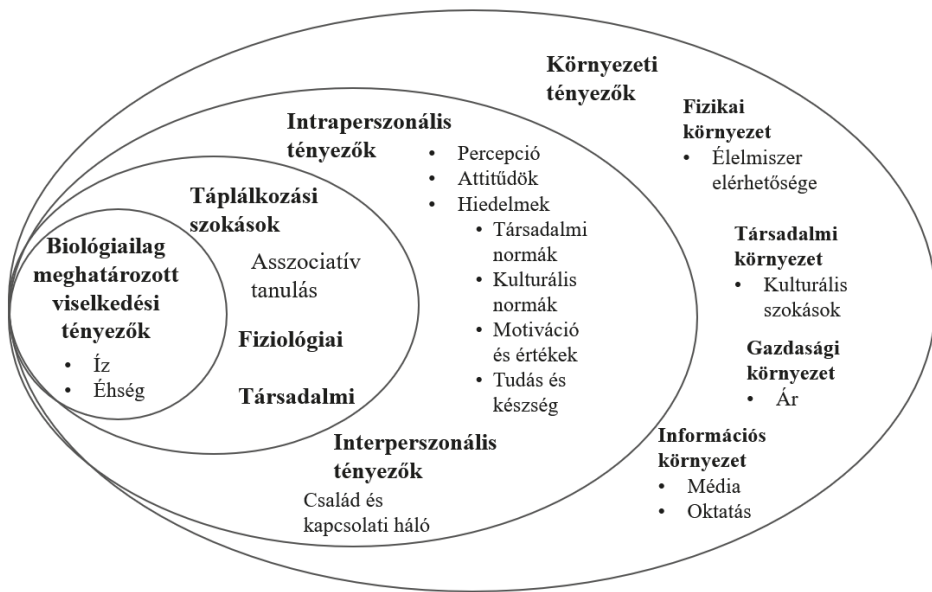 Biológiailag
meghatározott
viselkedési
tényezők
• Íz
• Éhség
Táplálkozási
szokások
Asszociatív
tanulás
Fiziológiai
Társadalmi
Intraperszonális
tényezők
• Percepció
• Attitűdök
• Hiedelmek
• Társadalmi
normák
• Kulturális
normák
• Motiváció
és értékek
• Tudás és
készség
Interperszonális
tényezők
Család és
kapcsolati háló
Környezeti
tényezők
Fizikai
környezet
• Élelmiszer
elérhetősége
Társadalmi
környezet
• Kulturális
szokások
Gazdasági
környezet
• Ár
Információs
környezet
• Média
• Oktatás